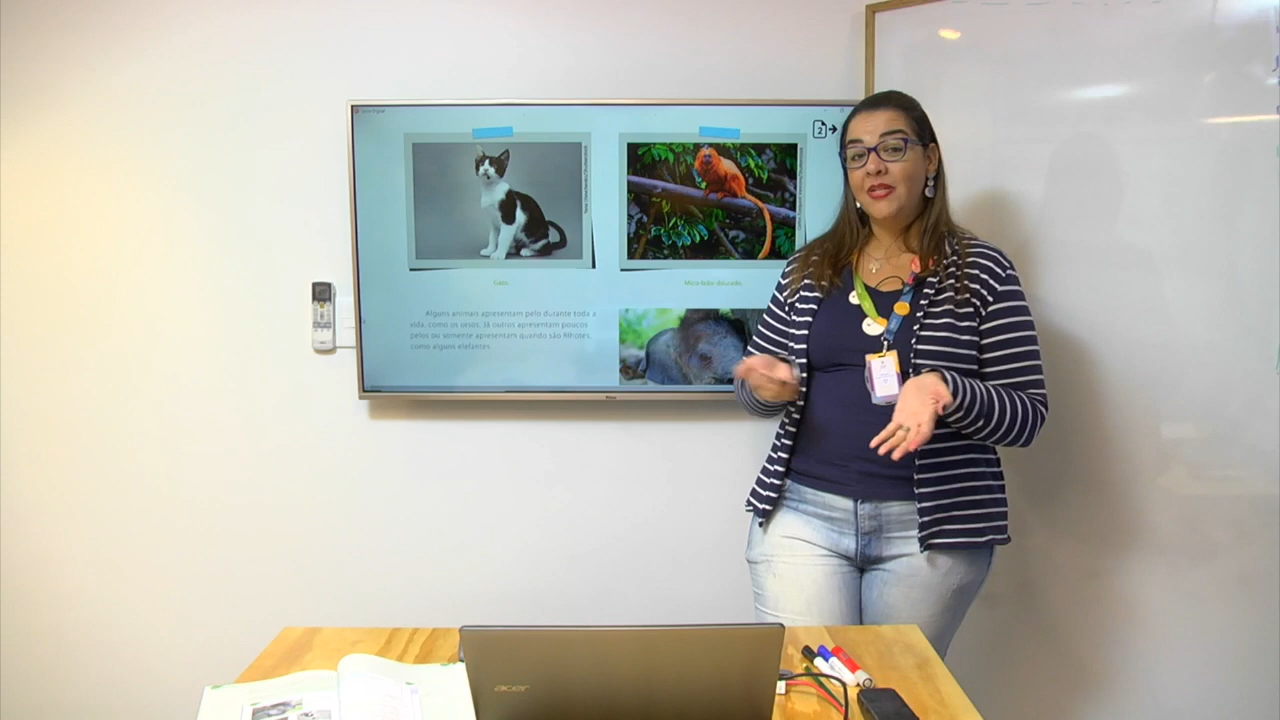 2
Gato.
Mico-leão-dourado.
Alguns animais apresentam pelo durante toda a
vida, como os ursos. Já outros apresentam poucos
pelos ou somente apresentam quando são filhotes,
como alguns elefantes.
acer